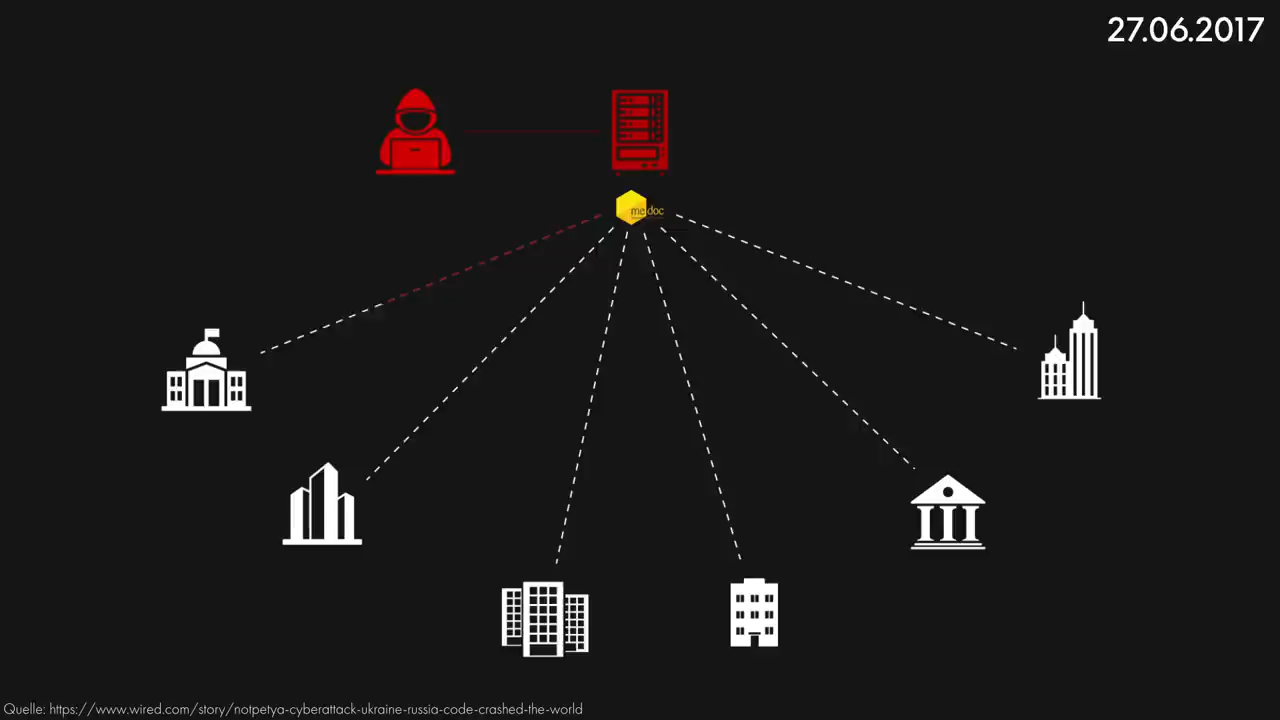 27.06.2017
me doc
Quelle: https://www.wired.com/story/notpetya-cyberattack-ukraine-russia-code-crashed-the-world